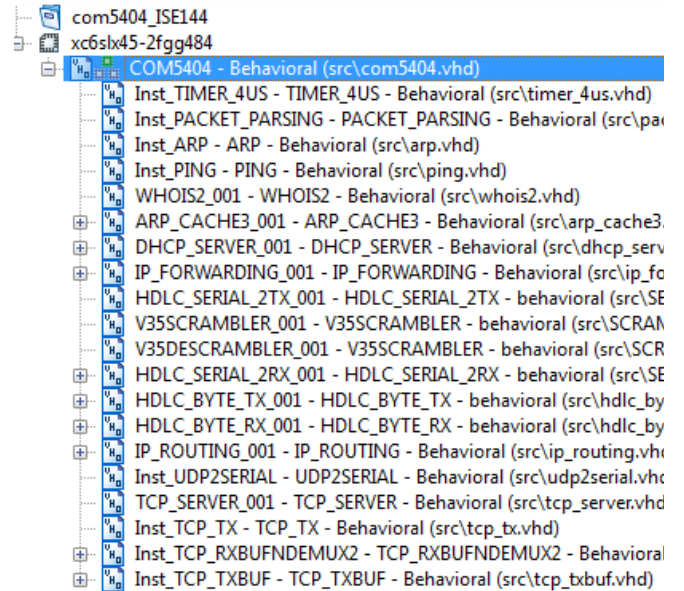 com5404_ISE144
xc6slx45-2fgg484
COM5404 - Behavioral (src\com5404.vhd)
Inst_TIMER_4US - TIMER_4US - Behavioral (src\timer_4us.vhd)
Inst_PACKET_PARSING - PACKET_PARSING - Behavioral (src\pac
Inst_ARP - ARP - Behavioral (src\arp.vhd)
Inst_PING - PING - Behavioral (src\ping.vhd)
WHOIS2_001 - WHOIS2 - Behavioral (src\whois2.vhd)
ARP_CACHE3_001 - ARP_CACHE3 - Behavioral (src\arp_cache3.
DHCP_SERVER_001 - DHCP_SERVER - Behavioral (src\dhcp_serv
IP_FORWARDING_001 - IP_FORWARDING - Behavioral (src\ip_fo
HDLC_SERIAL_2TX_001 - HDLC_SERIAL_2TX - behavioral (src\SE
V35SCRAMBLER_001 - V35SCRAMBLER - behavioral (src\SCRAN
V35DESCRAMBLER_001 - V35SCRAMBLER - behavioral (src\SCR
HDLC_SERIAL_2RX_001 - HDLC_SERIAL_2RX - behavioral (src\SE
HDLC_BYTE_TX_001 - HDLC_BYTE_TX - behavioral (src\hdlc_by
HDLC_BYTE_RX_001 - HDLC_BYTE_RX - behavioral (src\hdlc_by
IP_ROUTING_001 - IP_ROUTING - Behavioral (src\ip_routing.vhd
Inst_UDP2SERIAL - UDP2SERIAL - Behavioral (src\udp2serial.vhd
TCP_SERVER_001 - TCP_SERVER - Behavioral (src\tcp_server.vhd
Inst_TCP_TX - TCP_TX - Behavioral (src\tcp_tx.vhd)
Inst_TCP_RXBUFNDEMUX2 - TCP_RXBUFNDEMUX2 - Behavioral
Inst_TCP_TXBUF - TCP_TXBUF - Behavioral (src\tcp_txbuf.vhd)